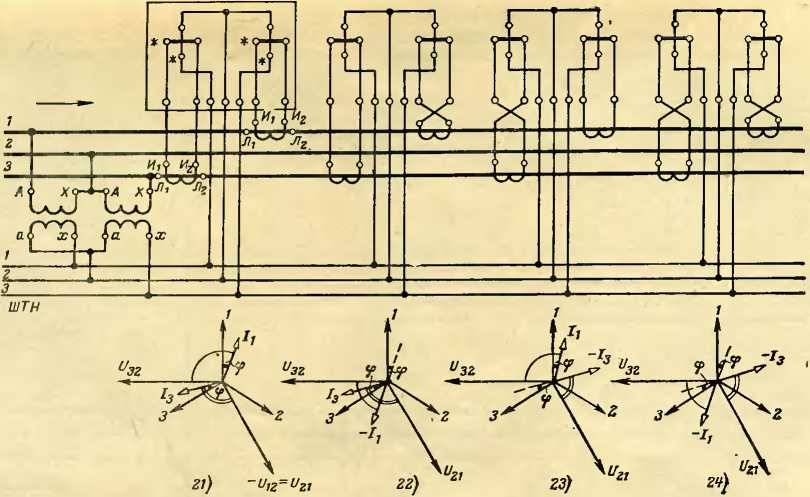 * * * *
И₁ И₂
1 Л₁ Л₂
2
3 И₁ И₂
Л₁ Л₂
A X A X
a x a x
1
2
3
ШТН
1 I₁ φ U₃₂ I₃ 3 φ 2
1 φ φ U₃₂ I₃ 3 -I₁ 2 U₂₁
1 I₁ φ -I₃ U₃₂ 3 φ 2 U₂₁
1 φ φ -I₃ U₃₂ 3 -I₁ 2 U₂₁
21) -U₁₂=U₂₁ 22) 23) 24)